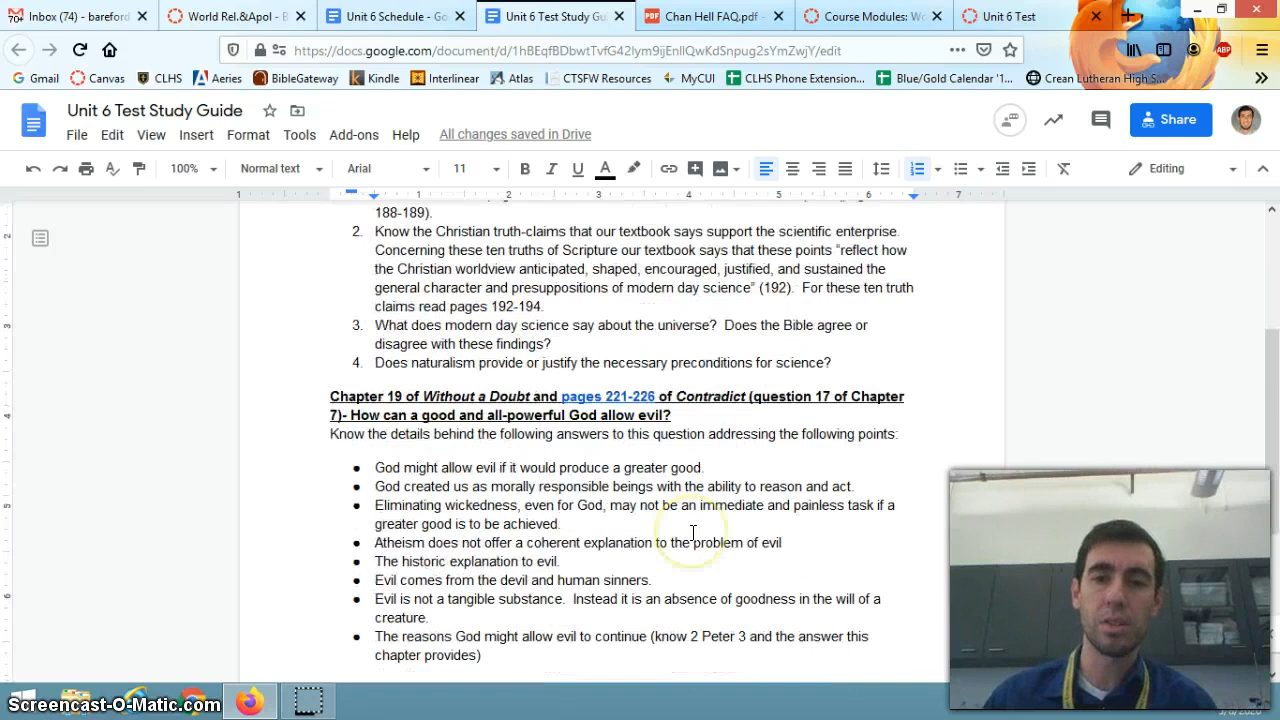 Inbox (74) - bareford
World Rel &Apol - B
Unit 6 Schedule - Go
Unit 6 Test Study Gu
Chan Hell FAQ.pdf
Course Modules: Wo
Unit 6 Test
Gmail
Canvas
CLHS
Aeries
BibleGateway
Kindle
Interlinear
Atlas
CTSFW Resources
MyCUI
CLHS Phone Extension...
Blue/Gold Calendar '1...
Crean Lutheran High S...
Unit 6 Test Study Guide
File Edit View Insert Format Tools Add-ons Help
ll changes saved in Drive
Share
100%
Normal text
Arial
B U A
Editing
1 1 2 3 4 5 6 7
188-189).
2. Know the Christian truth-claims that our textbook says support the scientific enterprise.
Concerning these ten truths of Scripture our textbook says that these points “reflect how
the Christian worldview anticipated, shaped, encouraged, justified, and sustained the
general character and presuppositions of modern day science” (192). For these ten truth
claims read pages 192-194.
3. What does modern day science say about the universe? Does the Bible agree or
disagree with these findings?
4. Does naturalism provide or justify the necessary preconditions for science?
Chapter 19 of Without a Doubt and pages 221-226 of Contradict (question 17 of Chapter
7)- How can a good and all-powerful God allow evil?
Know the details behind the following answers to this question addressing the following points:
● God might allow evil if it would produce a greater good.
● God created us as morally responsible beings with the ability to reason and act.
● Eliminating wickedness, even for God, may not be an immediate and painless task if a
greater good is to be achieved.
● Atheism does not offer a coherent explanation to the problem of evil
● The historic explanation to evil.
● Evil comes from the devil and human sinners.
● Evil is not a tangible substance. Instead it is an absence of goodness in the will of a
creature.
● The reasons God might allow evil to continue (know 2 Peter 3 and the answer this
chapter provides)
Screencast-O-Matic.com